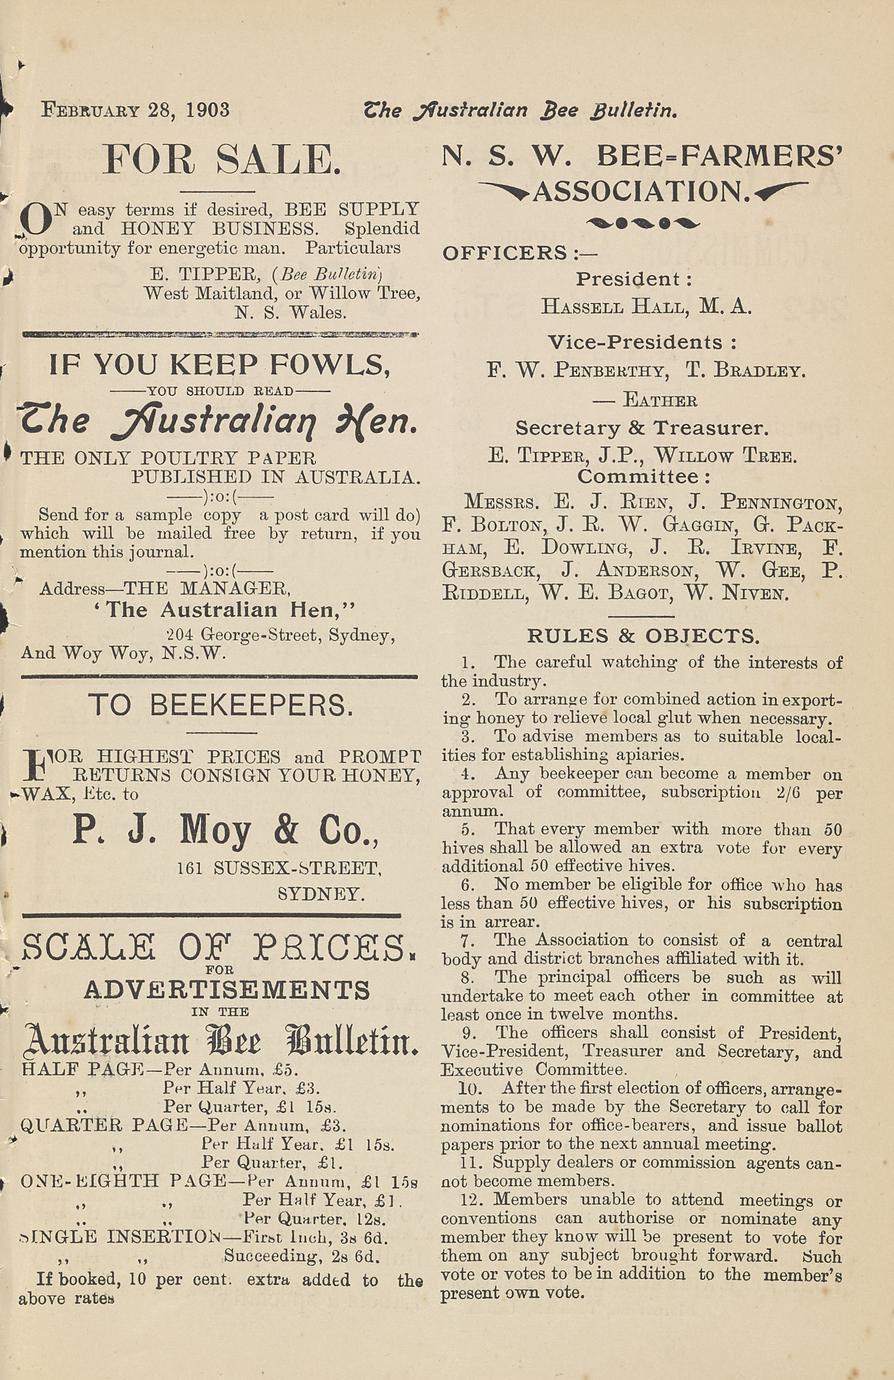 FEBRUARY 28, 1903
The Australian Bee Bulletin.
FOR SALE.
ON easy terms if desired, BEE SUPPLY
and HONEY BUSINESS. Splendid
opportunity for energetic man. Particulars
E. TIPPER, (Bee Bulletin)
West Maitland, or Willow Tree,
N. S. Wales.
IF YOU KEEP FOWLS,
——YOU SHOULD READ——
The Australian Hen.
THE ONLY POULTRY PAPER
PUBLISHED IN AUSTRALIA.
——):o:(——
Send for a sample copy a post card will do)
which will be mailed free by return, if you
mention this journal.
——):o:(——
Address—THE MANAGER,
‘The Australian Hen,”
204 George-Street, Sydney,
And Woy Woy, N.S.W.
TO BEEKEEPERS.
FOR HIGHEST PRICES and PROMPT
RETURNS CONSIGN YOUR HONEY,
WAX, Etc. to
P. J. Moy & Co.,
161 SUSSEX-STREET,
SYDNEY.
SCALE OF PRICES.
FOR
ADVERTISEMENTS
IN THE
Australian Bee Bulletin.
HALF PAGE—Per Annum, £5.
,, Per Half Year, £3.
,, Per Quarter, £1 15s.
QUARTER PAGE—Per Annum, £3.
,, Per Half Year, £1 15s.
,, Per Quarter, £1.
ONE-EIGHTH PAGE—Per Annum, £1 15s
,, ,, Per Half Year, £1.
,, ,, Per Quarter, 12s.
SINGLE INSERTION—First Inch, 3s 6d.
,, ,, Succeeding, 2s 6d.
If booked, 10 per cent. extra added to the
above rates
N. S. W. BEE=FARMERS’
ASSOCIATION.
OFFICERS :—
President :
HASSELL HALL, M. A.
Vice-Presidents :
F. W. PENBERTHY, T. BRADLEY.
— EATHER
Secretary & Treasurer.
E. TIPPER, J.P., WILLOW TREE.
Committee :
MESSRS. E. J. RIEN, J. PENNINGTON,
F. BOLTON, J. R. W. GAGGIN, G. PACK-
HAM, E. DOWLING, J. R. IRVINE, F.
GERSBACK, J. ANDERSON, W. GEE, P.
RIDDELL, W. E. BAGOT, W. NIVEN.
RULES & OBJECTS.
1. The careful watching of the interests of
the industry.
2. To arrange for combined action in export-
ing honey to relieve local glut when necessary.
3. To advise members as to suitable local-
ities for establishing apiaries.
4. Any beekeeper can become a member on
approval of committee, subscription 2/6 per
annum.
5. That every member with more than 50
hives shall be allowed an extra vote for every
additional 50 effective hives.
6. No member be eligible for office who has
less than 50 effective hives, or his subscription
is in arrear.
7. The Association to consist of a central
body and district branches affiliated with it.
8. The principal officers be such as will
undertake to meet each other in committee at
least once in twelve months.
9. The officers shall consist of President,
Vice-President, Treasurer and Secretary, and
Executive Committee.
10. After the first election of officers, arrange-
ments to be made by the Secretary to call for
nominations for office-bearers, and issue ballot
papers prior to the next annual meeting.
11. Supply dealers or commission agents can-
not become members.
12. Members unable to attend meetings or
conventions can authorise or nominate any
member they know will be present to vote for
them on any subject brought forward. Such
vote or votes to be in addition to the member’s
present own vote.